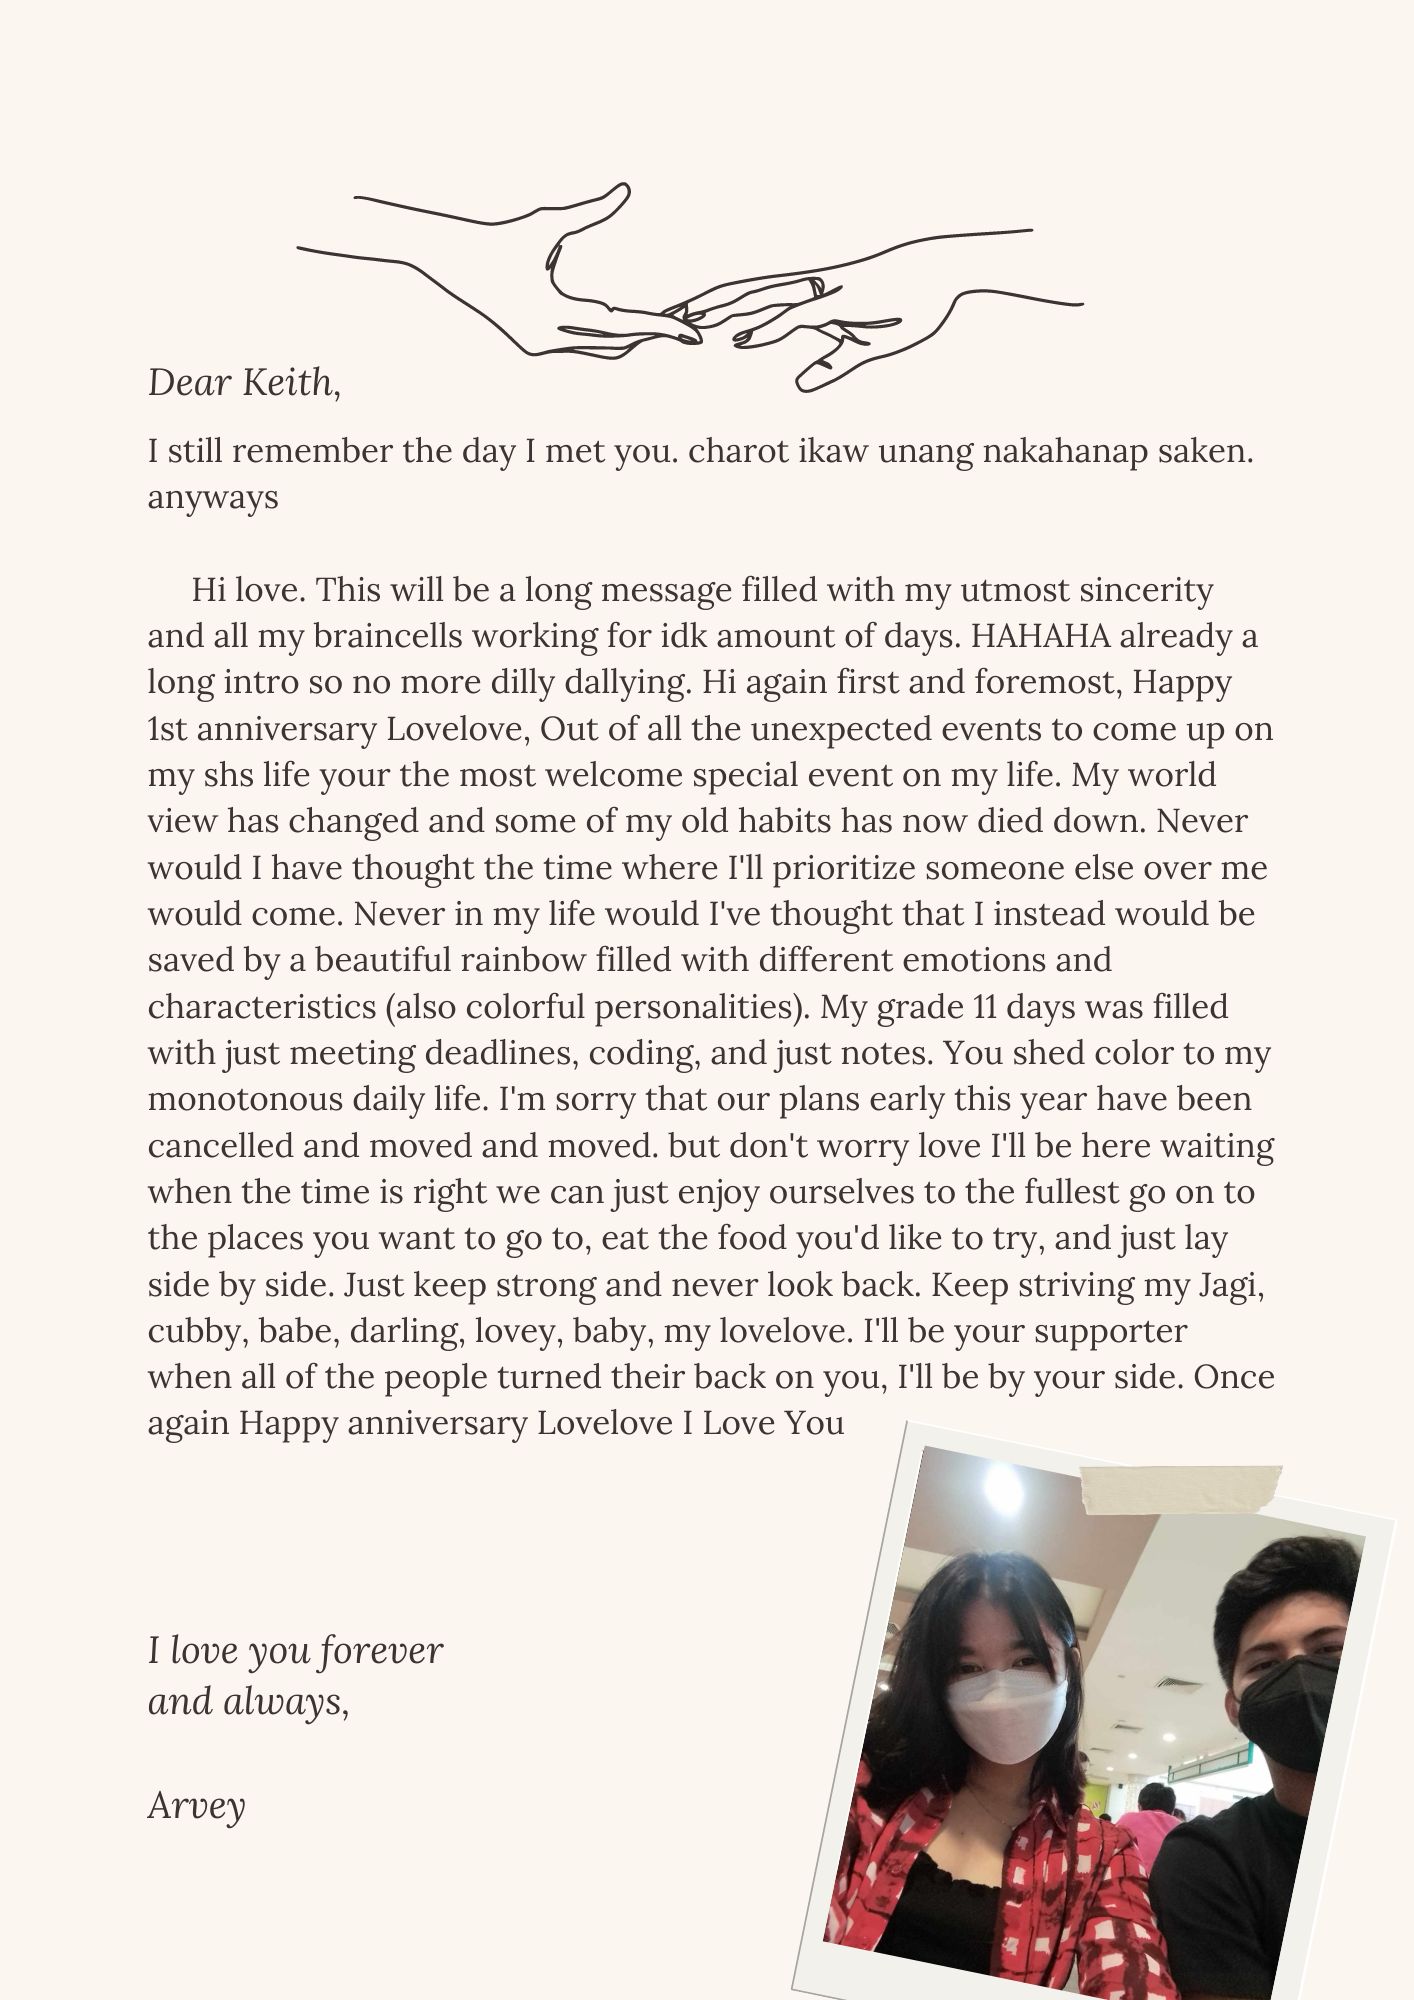 Dear Keith,
I still remember the day I met you. charot ikaw unang nakahanap saken.
anyways
Hi love. This will be a long message filled with my utmost sincerity
and all my braincells working for idk amount of days. HAHAHA already a
long intro so no more dilly dallying. Hi again first and foremost, Happy
1st anniversary Lovelove, Out of all the unexpected events to come up on
my shs life your the most welcome special event on my life. My world
view has changed and some of my old habits has now died down. Never
would I have thought the time where I'll prioritize someone else over me
would come. Never in my life would I've thought that I instead would be
saved by a beautiful rainbow filled with different emotions and
characteristics (also colorful personalities). My grade 11 days was filled
with just meeting deadlines, coding, and just notes. You shed color to my
monotonous daily life. I'm sorry that our plans early this year have been
cancelled and moved and moved. but don't worry love I'll be here waiting
when the time is right we can just enjoy ourselves to the fullest go on to
the places you want to go to, eat the food you'd like to try, and just lay
side by side. Just keep strong and never look back. Keep striving my Jagi,
cubby, babe, darling, lovey, baby, my lovelove. I'll be your supporter
when all of the people turned their back on you, I'll be by your side. Once
again Happy anniversary Lovelove I Love You
I love you forever
and always,
Arvey